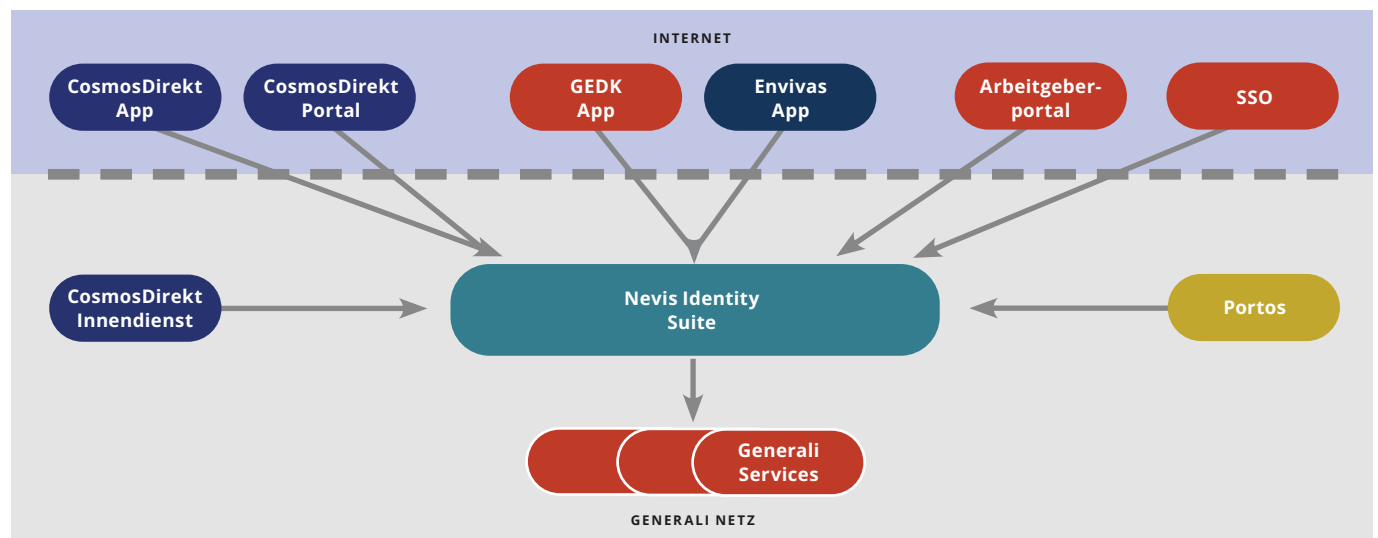 INTERNET
CosmosDirekt
App
CosmosDirekt
Portal
GEDK
App
Envivas
App
Arbeitgeber-
portal
SSO
CosmosDirekt
Innendienst
Nevis Identity
Suite
Portos
Generali
Services
GENERALI NETZ